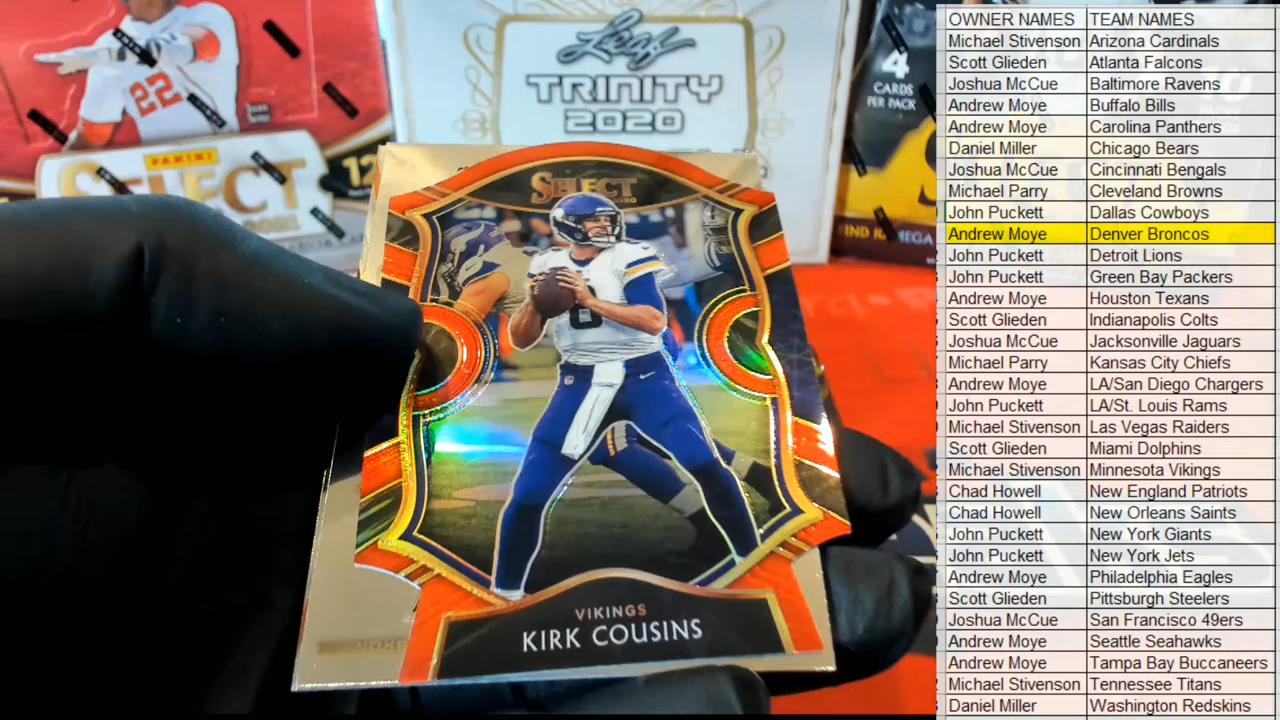 Leaf
TRINITY
2020
4
CARDS
PER PACK
22
PANINI
SELECT
12
SELECT
8
VIKINGS
KIRK COUSINS
OWNER NAMES TEAM NAMES
Michael Stivenson Arizona Cardinals
Scott Glieden Atlanta Falcons
Joshua McCue Baltimore Ravens
Andrew Moye Buffalo Bills
Andrew Moye Carolina Panthers
Daniel Miller Chicago Bears
Joshua McCue Cincinnati Bengals
Michael Parry Cleveland Browns
John Puckett Dallas Cowboys
Andrew Moye Denver Broncos
John Puckett Detroit Lions
John Puckett Green Bay Packers
Andrew Moye Houston Texans
Scott Glieden Indianapolis Colts
Joshua McCue Jacksonville Jaguars
Michael Parry Kansas City Chiefs
Andrew Moye LA/San Diego Chargers
John Puckett LA/St. Louis Rams
Michael Stivenson Las Vegas Raiders
Scott Glieden Miami Dolphins
Michael Stivenson Minnesota Vikings
Chad Howell New England Patriots
Chad Howell New Orleans Saints
John Puckett New York Giants
John Puckett New York Jets
Andrew Moye Philadelphia Eagles
Scott Glieden Pittsburgh Steelers
Joshua McCue San Francisco 49ers
Andrew Moye Seattle Seahawks
Andrew Moye Tampa Bay Buccaneers
Michael Stivenson Tennessee Titans
Daniel Miller Washington Redskins